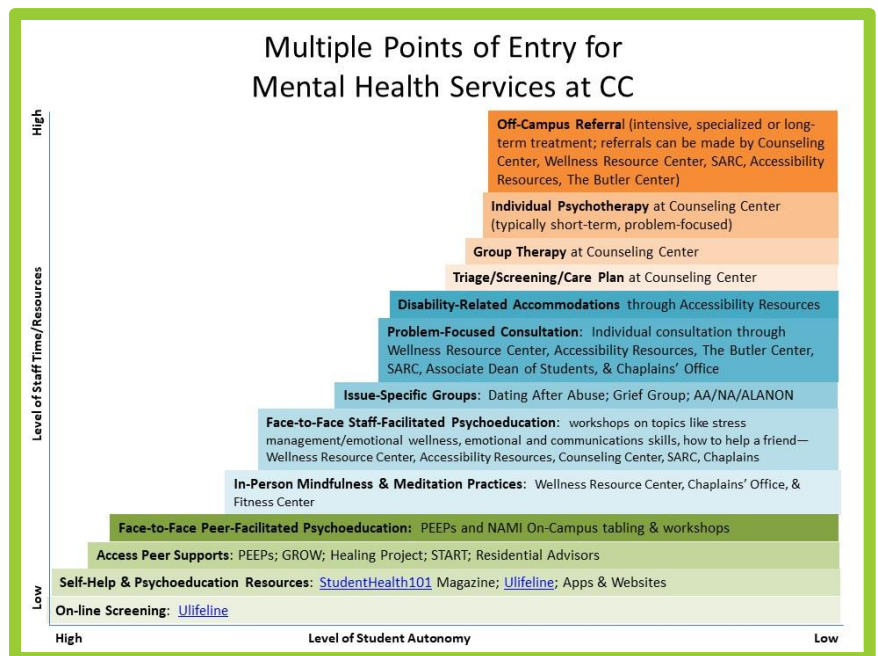 Multiple Points of Entry for
Mental Health Services at CC
High
Level of Staff Time/Resources
Low
Off-Campus Referral (intensive, specialized or long-
term treatment; referrals can be made by Counseling
Center, Wellness Resource Center, SARC, Accessibility
Resources, The Butler Center)
Individual Psychotherapy at Counseling Center
(typically short-term, problem-focused)
Group Therapy at Counseling Center
Triage/Screening/Care Plan at Counseling Center
Disability-Related Accommodations through Accessibility Resources
Problem-Focused Consultation: Individual consultation through
Wellness Resource Center, Accessibility Resources, The Butler Center,
SARC, Associate Dean of Students, & Chaplains' Office
Issue-Specific Groups: Dating After Abuse; Grief Group; AA/NA/ALANON
Face-to-Face Staff-Facilitated Psychoeducation: workshops on topics like stress
management/emotional wellness, emotional and communications skills, how to help a friend—
Wellness Resource Center, Accessibility Resources, Counseling Center, SARC, Chaplains
In-Person Mindfulness & Meditation Practices: Wellness Resource Center, Chaplains' Office, &
Fitness Center
Face-to-Face Peer-Facilitated Psychoeducation: PEEPs and NAMI On-Campus tabling & workshops
Access Peer Supports: PEEPs; GROW; Healing Project; START; Residential Advisors
Self-Help & Psychoeducation Resources: StudentHealth101 Magazine; Ulifeline; Apps & Websites
On-line Screening: Ulifeline
High
Level of Student Autonomy
Low